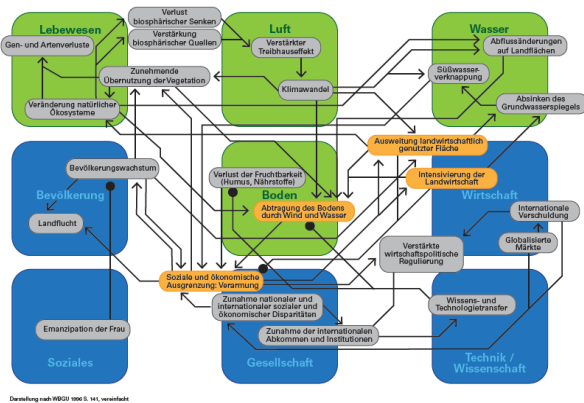 Lebewesen
Verlust
biosphärischer Senken
Luft
Wasser
Gen- und Artenverluste
Verstärkung
biosphärischer Quellen
Verstärkter
Treibhauseffekt
Abflussänderungen
auf Landflächen
Zunehmende
Übernutzung der Vegetation
Klimawandel
Süßwasser-
verknappung
Veränderung natürlicher
Ökosysteme
Absinken des
Grundwasserspiegels
Ausweitung landwirtschaftlich
genutzter Fläche
Bevölkerungswachstum
Verlust der Fruchtbarkeit
(Humus, Nährstoffe)
Intensivierung der
Landwirtschaft
Bevölkerung
Boden
Wirtschaft
Landflucht
Abtragung des Bodens
durch Wind und Wasser
Internationale
Verschuldung
Verstärkte
wirtschaftspolitische
Regulierung
Globalisierte
Märkte
Soziale und ökonomische
Ausgrenzung: Verarmung
Zunahme nationaler und
internationaler sozialer und
ökonomischer Disparitäten
Wissens- und
Technologietransfer
Emanzipation der Frau
Zunahme der internationalen
Abkommen und Institutionen
Soziales
Gesellschaft
Technik /
Wissenschaft
Darstellung nach WBGU 1996 S. 141, vereinfacht